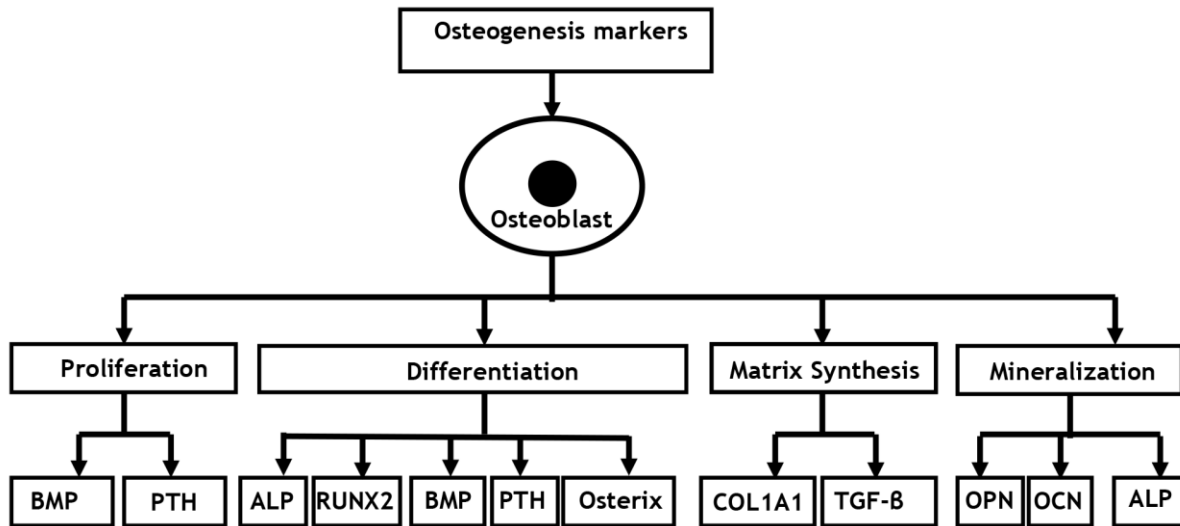 Osteogenesis markers
Osteoblast
Proliferation
Differentiation
Matrix Synthesis
Mineralization
BMP
PTH
ALP
RUNX2
BMP
PTH
Osterix
COL1A1
TGF-β
OPN
OCN
ALP